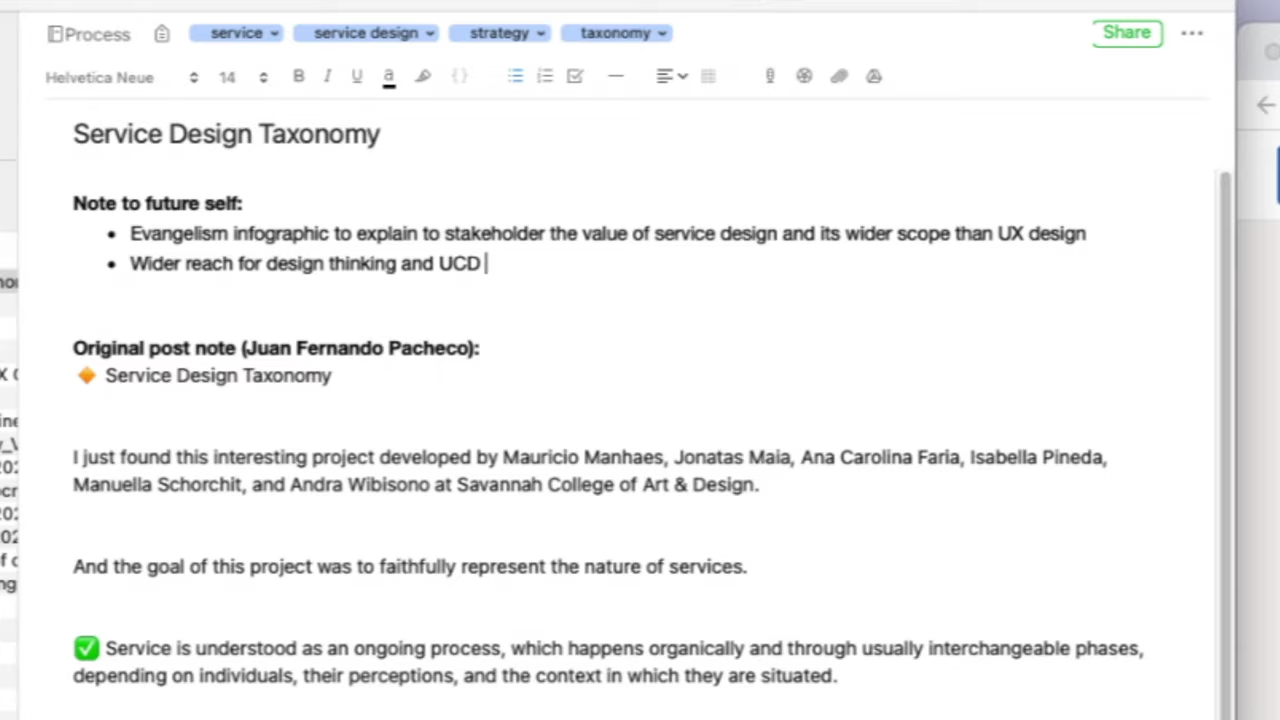 Process service service design strategy taxonomy Share
Helvetica Neue 14 B I U a
Service Design Taxonomy
Note to future self:
• Evangelism infographic to explain to stakeholder the value of service design and its wider scope than UX design
• Wider reach for design thinking and UCD
Original post note (Juan Fernando Pacheco):
🔶 Service Design Taxonomy
I just found this interesting project developed by Mauricio Manhaes, Jonatas Maia, Ana Carolina Faria, Isabella Pineda,
Manuella Schorchit, and Andra Wibisono at Savannah College of Art & Design.
And the goal of this project was to faithfully represent the nature of services.
✅ Service is understood as an ongoing process, which happens organically and through usually interchangeable phases,
depending on individuals, their perceptions, and the context in which they are situated.